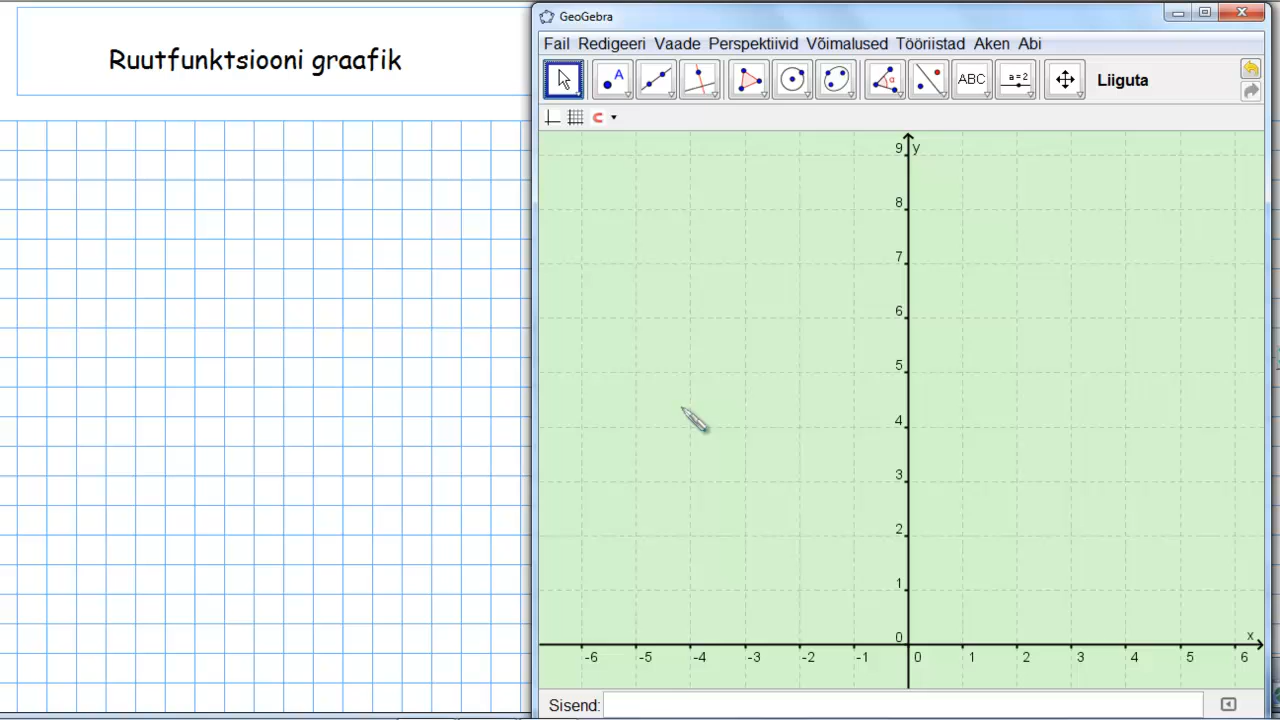 Ruutfunktsiooni graafik
GeoGebra
Fail Redigeeri Vaade Perspektiivid Võimalused Tööriistad Aken Abi
A
α
ABC
a=2
Liiguta
y
9
8
7
6
5
4
3
2
1
0
x
-6 -5 -4 -3 -2 -1 0 1 2 3 4 5 6
Sisend: